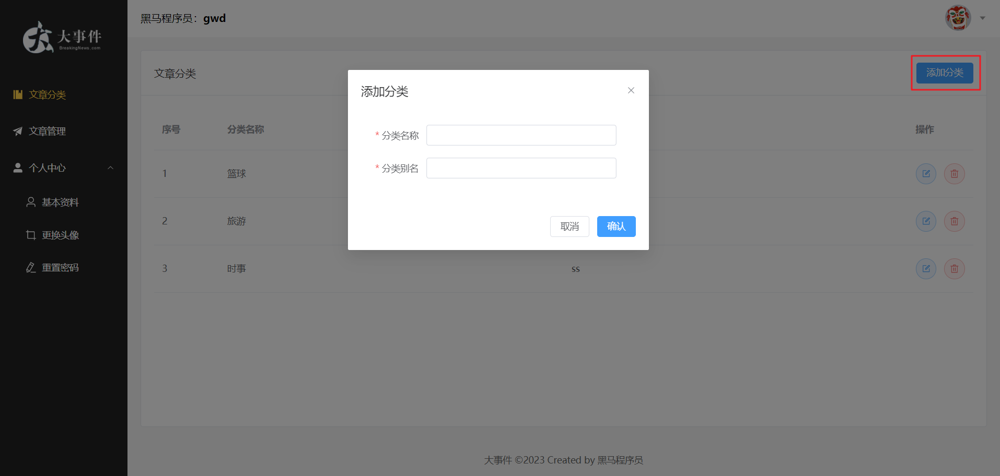 大事件
BreakingNews.com
文章分类
文章管理
个人中心
基本资料
更换头像
重置密码
黑马程序员：gwd
文章分类
添加分类
序号 分类名称 操作
1 篮球
2 旅游
3 时事 ss
添加分类
* 分类名称
* 分类别名
取消 确认
大事件 ©2023 Created by 黑马程序员